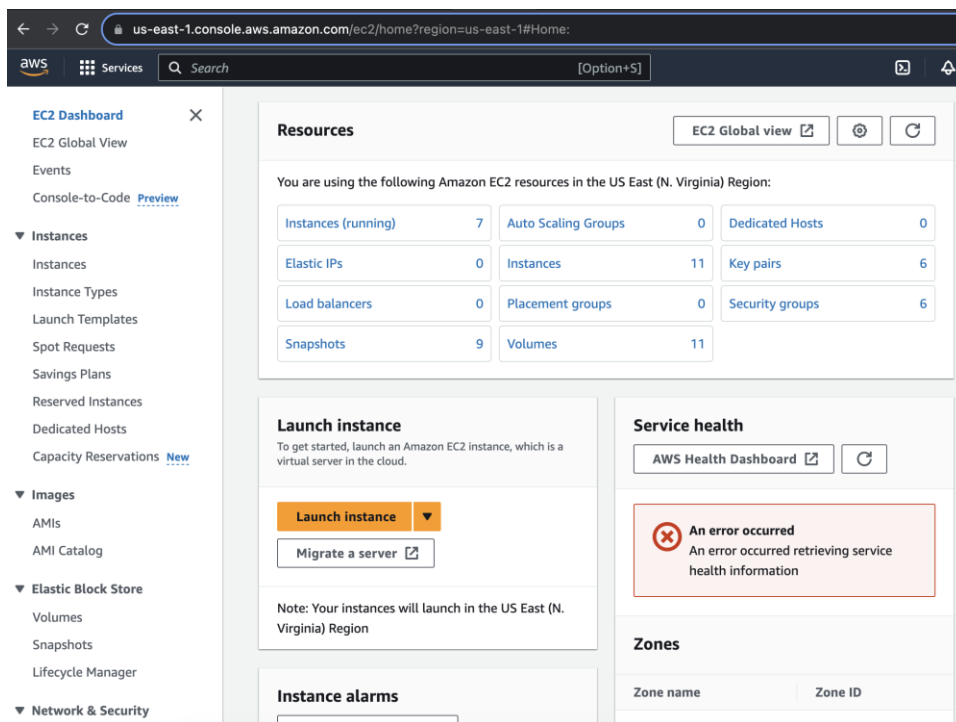 us-east-1.console.aws.amazon.com/ec2/home?region=us-east-1#Home:
aws
Services
Search
[Option+S]
EC2 Dashboard
EC2 Global View
Events
Console-to-Code Preview
Instances
Instances
Instance Types
Launch Templates
Spot Requests
Savings Plans
Reserved Instances
Dedicated Hosts
Capacity Reservations New
Images
AMIs
AMI Catalog
Elastic Block Store
Volumes
Snapshots
Lifecycle Manager
Network & Security
Resources
EC2 Global view
You are using the following Amazon EC2 resources in the US East (N. Virginia) Region:
Instances (running) 7
Auto Scaling Groups 0
Dedicated Hosts 0
Elastic IPs 0
Instances 11
Key pairs 6
Load balancers 0
Placement groups 0
Security groups 6
Snapshots 9
Volumes 11
Launch instance
To get started, launch an Amazon EC2 instance, which is a
virtual server in the cloud.
Launch instance
Migrate a server
Note: Your instances will launch in the US East (N.
Virginia) Region
Instance alarms
Service health
AWS Health Dashboard
An error occurred
An error occurred retrieving service
health information
Zones
Zone name
Zone ID